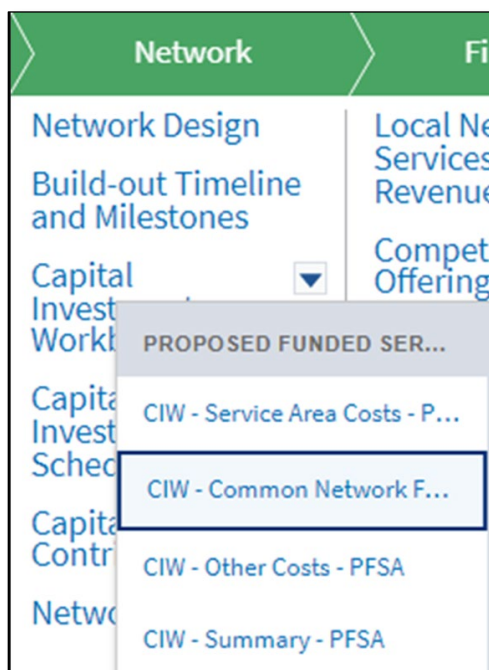 Network
Fi
Network Design
Build-out Timeline
and Milestones
Capital
Workb
Capita
Invest
Sched
Capita
Contri
Netwo
PROPOSED FUNDED SER...
CIW - Service Area Costs - P...
CIW - Common Network F...
CIW - Other Costs - PFSA
CIW - Summary - PFSA
Local Ne
Services
Revenue
Compet
Offering